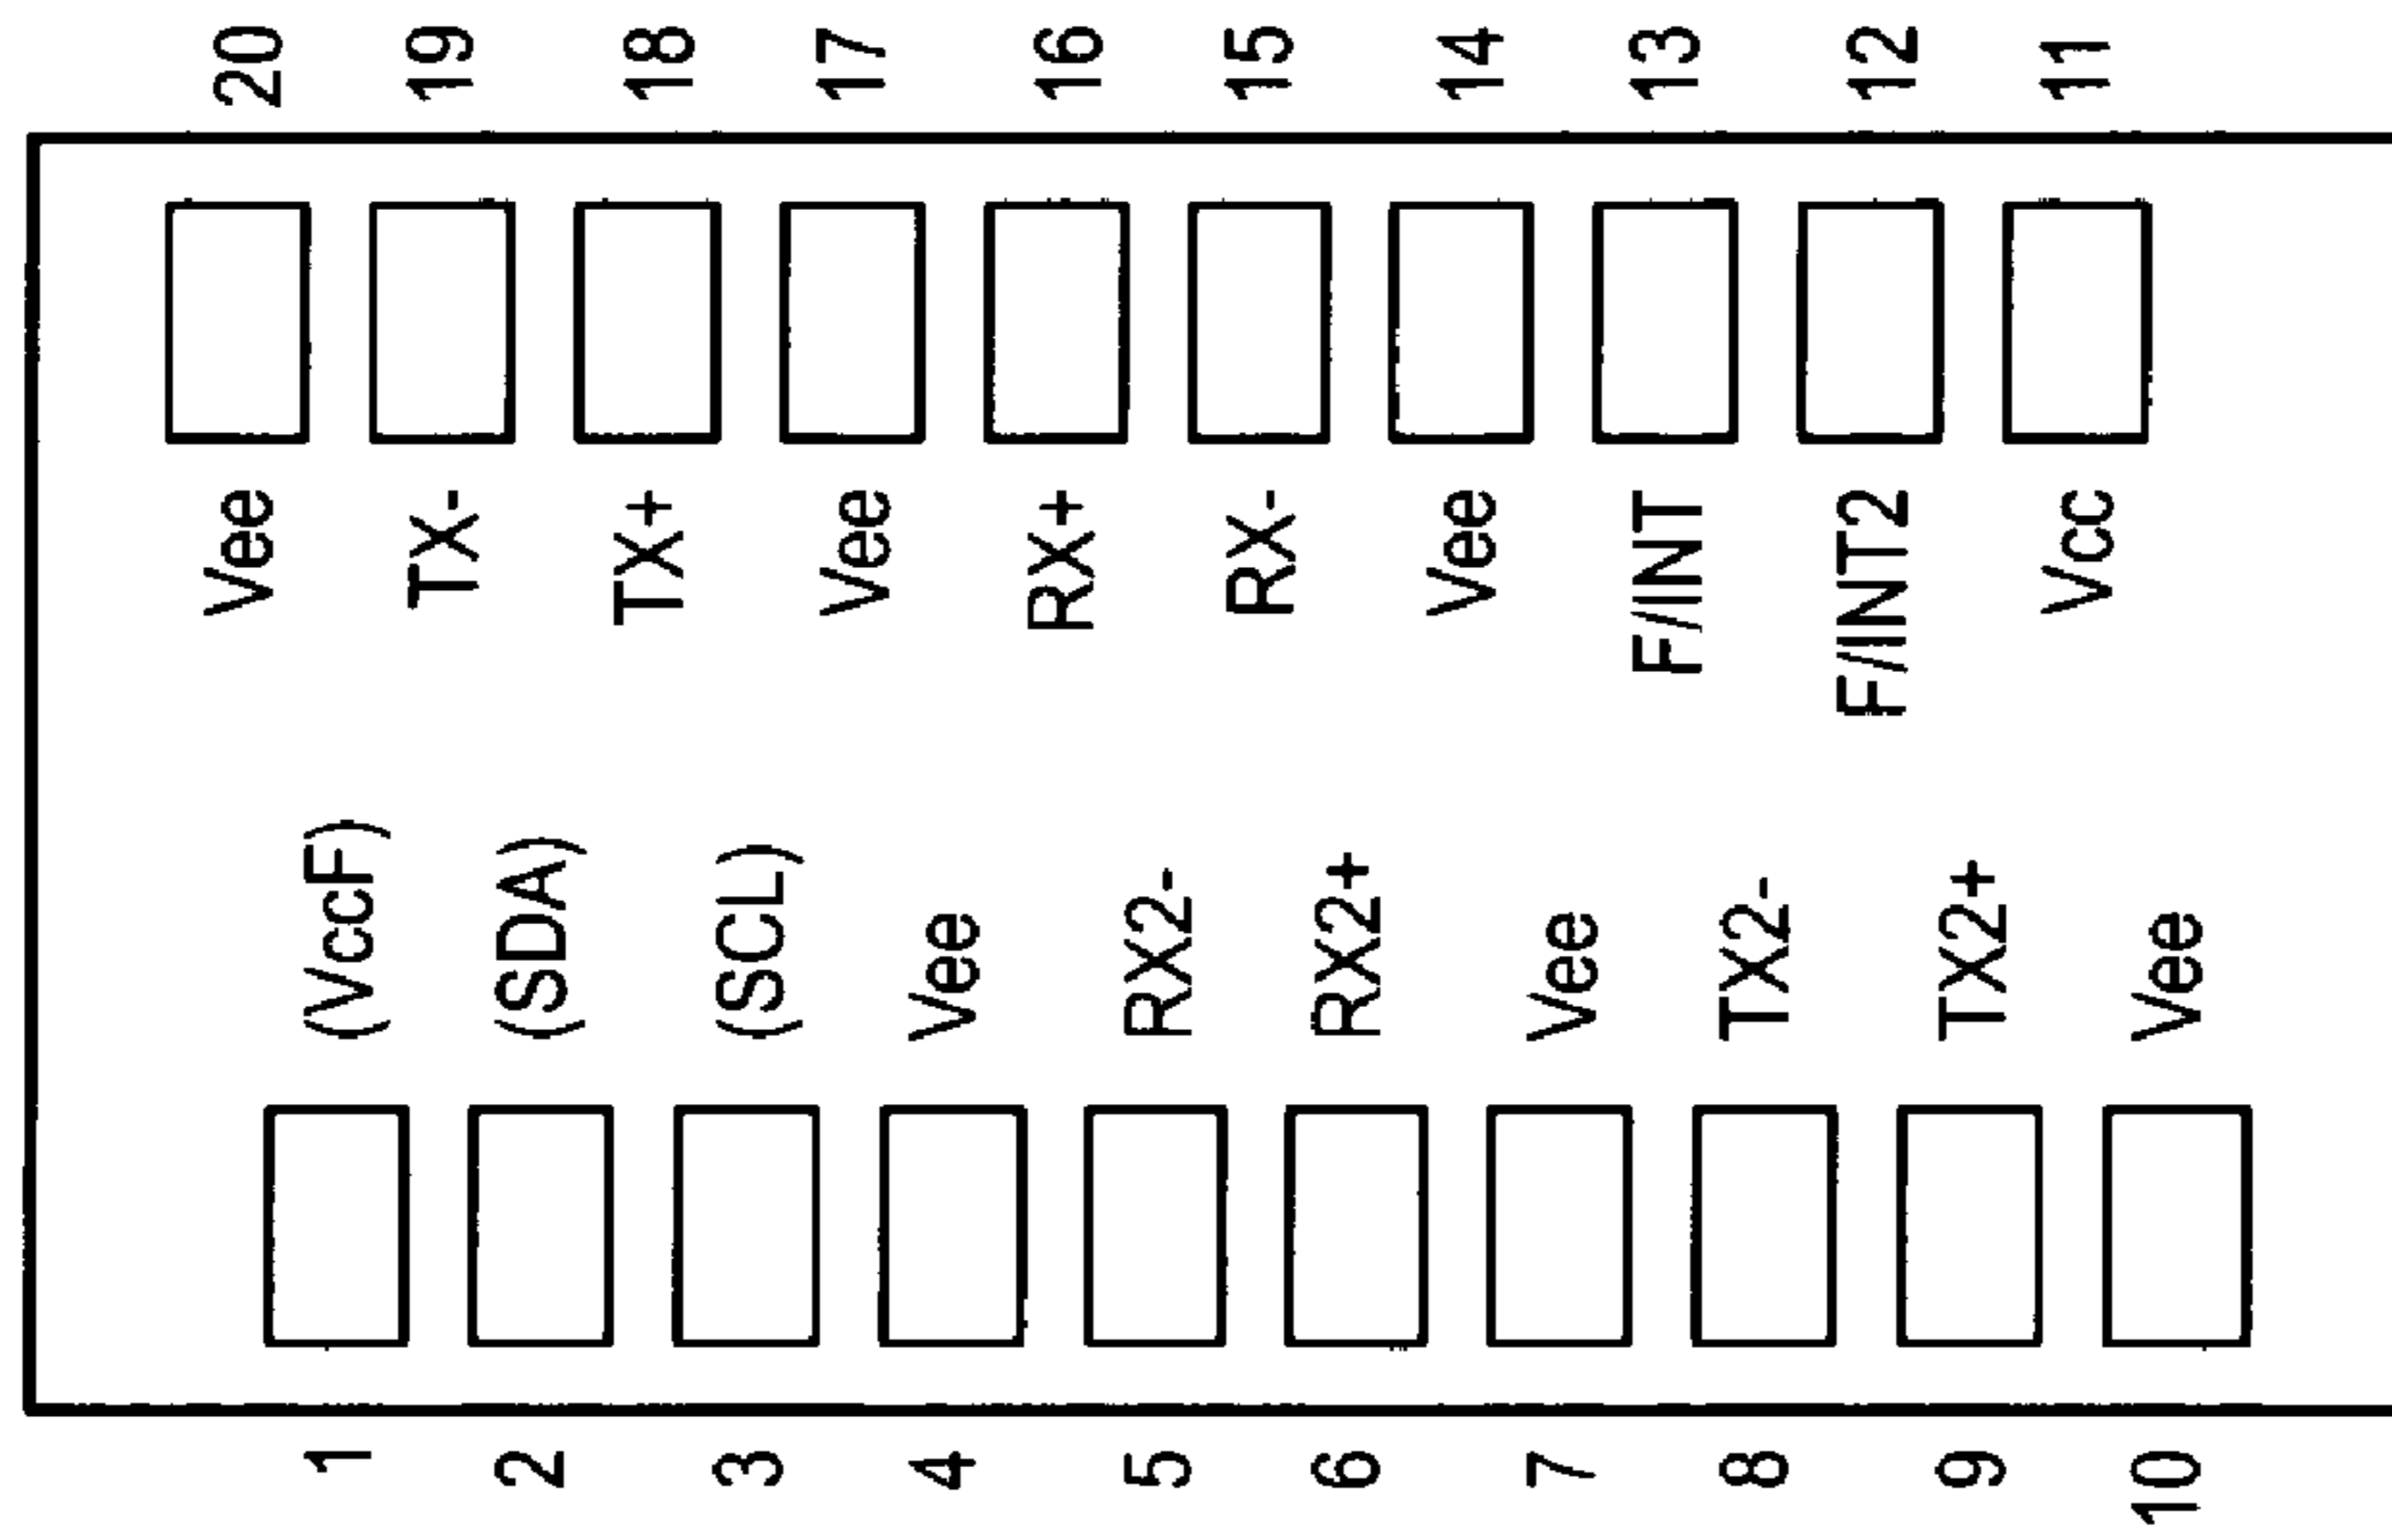 20
19
18
17
16
15
14
13
12
11
Vee
TX-
TX+
Vee
RX+
RX-
Vee
F/INT
F/INT2
Vcc
(VccF)
(SDA)
(SCL)
Vee
RX2-
RX2+
Vee
TX2-
TX2+
Vee
1
2
3
4
5
6
7
8
9
10